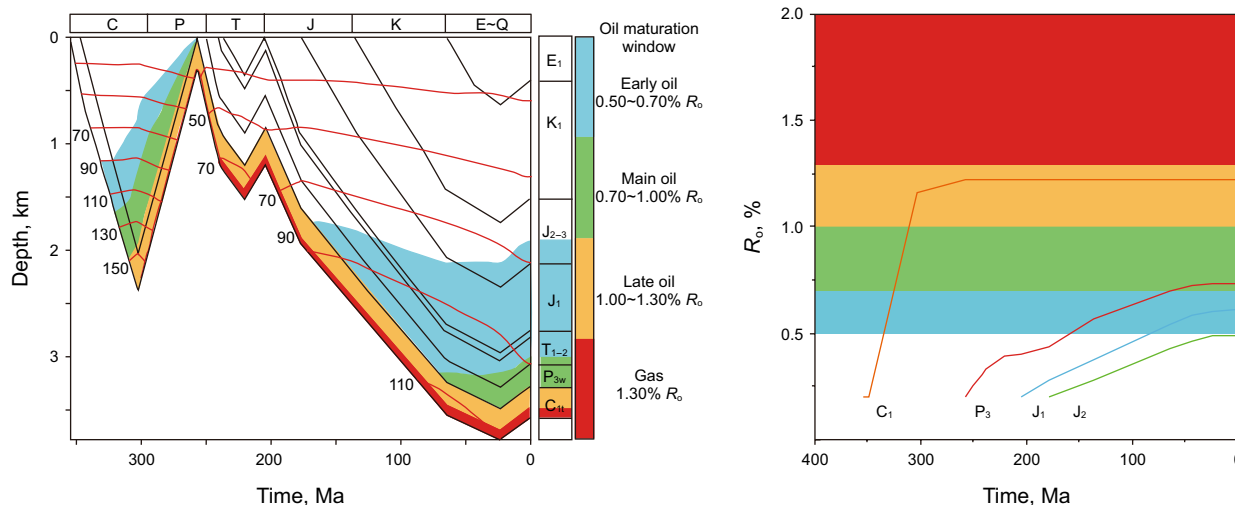 C P T J K E~Q
Oil maturation
window
0
1
2
3
Depth, km
70
90
110
130
150
50
70
70
90
110
300 200 100 0
Time, Ma
E₁
K₁
J₂₋₃
J₁
T₁₋₂
P₃w
C₁t
Early oil
0.50~0.70% Rₒ
Main oil
0.70~1.00% Rₒ
Late oil
1.00~1.30% Rₒ
Gas
1.30% Rₒ
2.0
1.5
1.0
0.5
Rₒ, %
C₁ P₃ J₁ J₂
400 300 200 100 0
Time, Ma